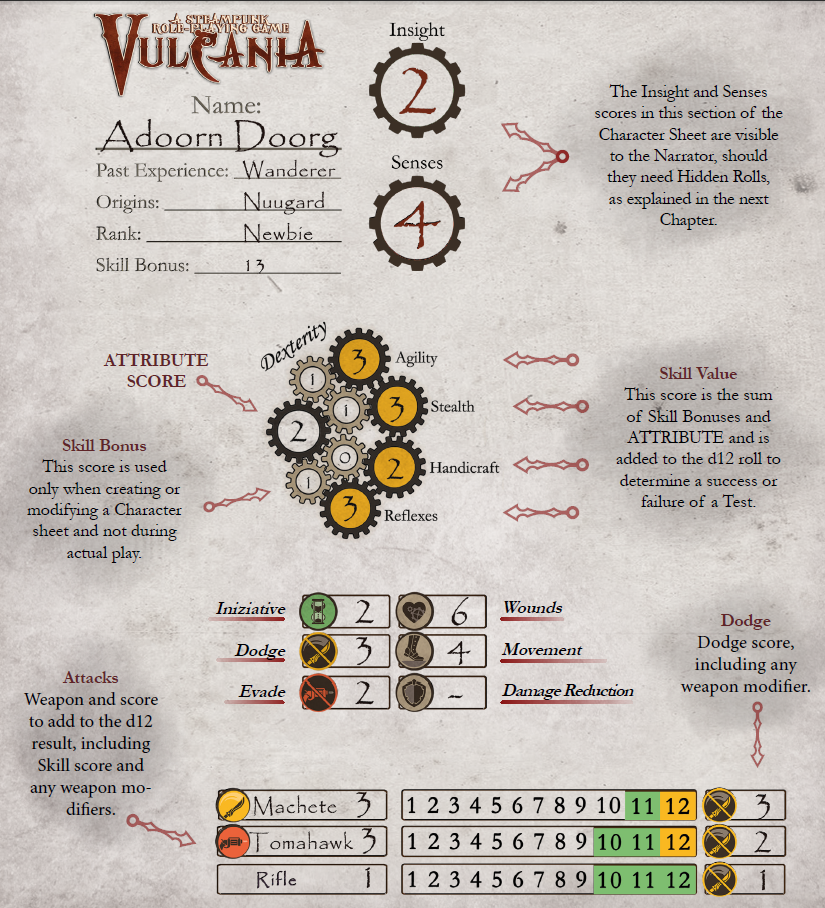 A STEAMPUNK
ROLE-PLAYING GAME
VULCANIA
Name:
Adoorn Doorg
Past Experience: Wanderer
Origins: Nuugard
Rank: Newbie
Skill Bonus: 13
Insight
2
Senses
4
The Insight and Senses
scores in this section of the
Character Sheet are visible
to the Narrator, should
they need Hidden Rolls,
as explained in the next
Chapter.
ATTRIBUTE
SCORE
Skill Bonus
This score is used
only when creating or
modifying a Character
sheet and not during
actual play.
Dexterity
2
1
3 Agility
1
3 Stealth
0
2 Handicraft
1
3 Reflexes
Skill Value
This score is the sum
of Skill Bonuses and
ATTRIBUTE and is
added to the d12 roll to
determine a success or
failure of a Test.
Iniziative 2 6 Wounds
Dodge 3 4 Movement
Evade 2 - Damage Reduction
Dodge
Dodge score,
including any
weapon modifier.
Attacks
Weapon and score
to add to the d12
result, including
Skill score and
any weapon mo-
difiers.
Machete 3 1 2 3 4 5 6 7 8 9 10 11 12 3
Tomahawk 3 1 2 3 4 5 6 7 8 9 10 11 12 2
Rifle 1 1 2 3 4 5 6 7 8 9 10 11 12 1